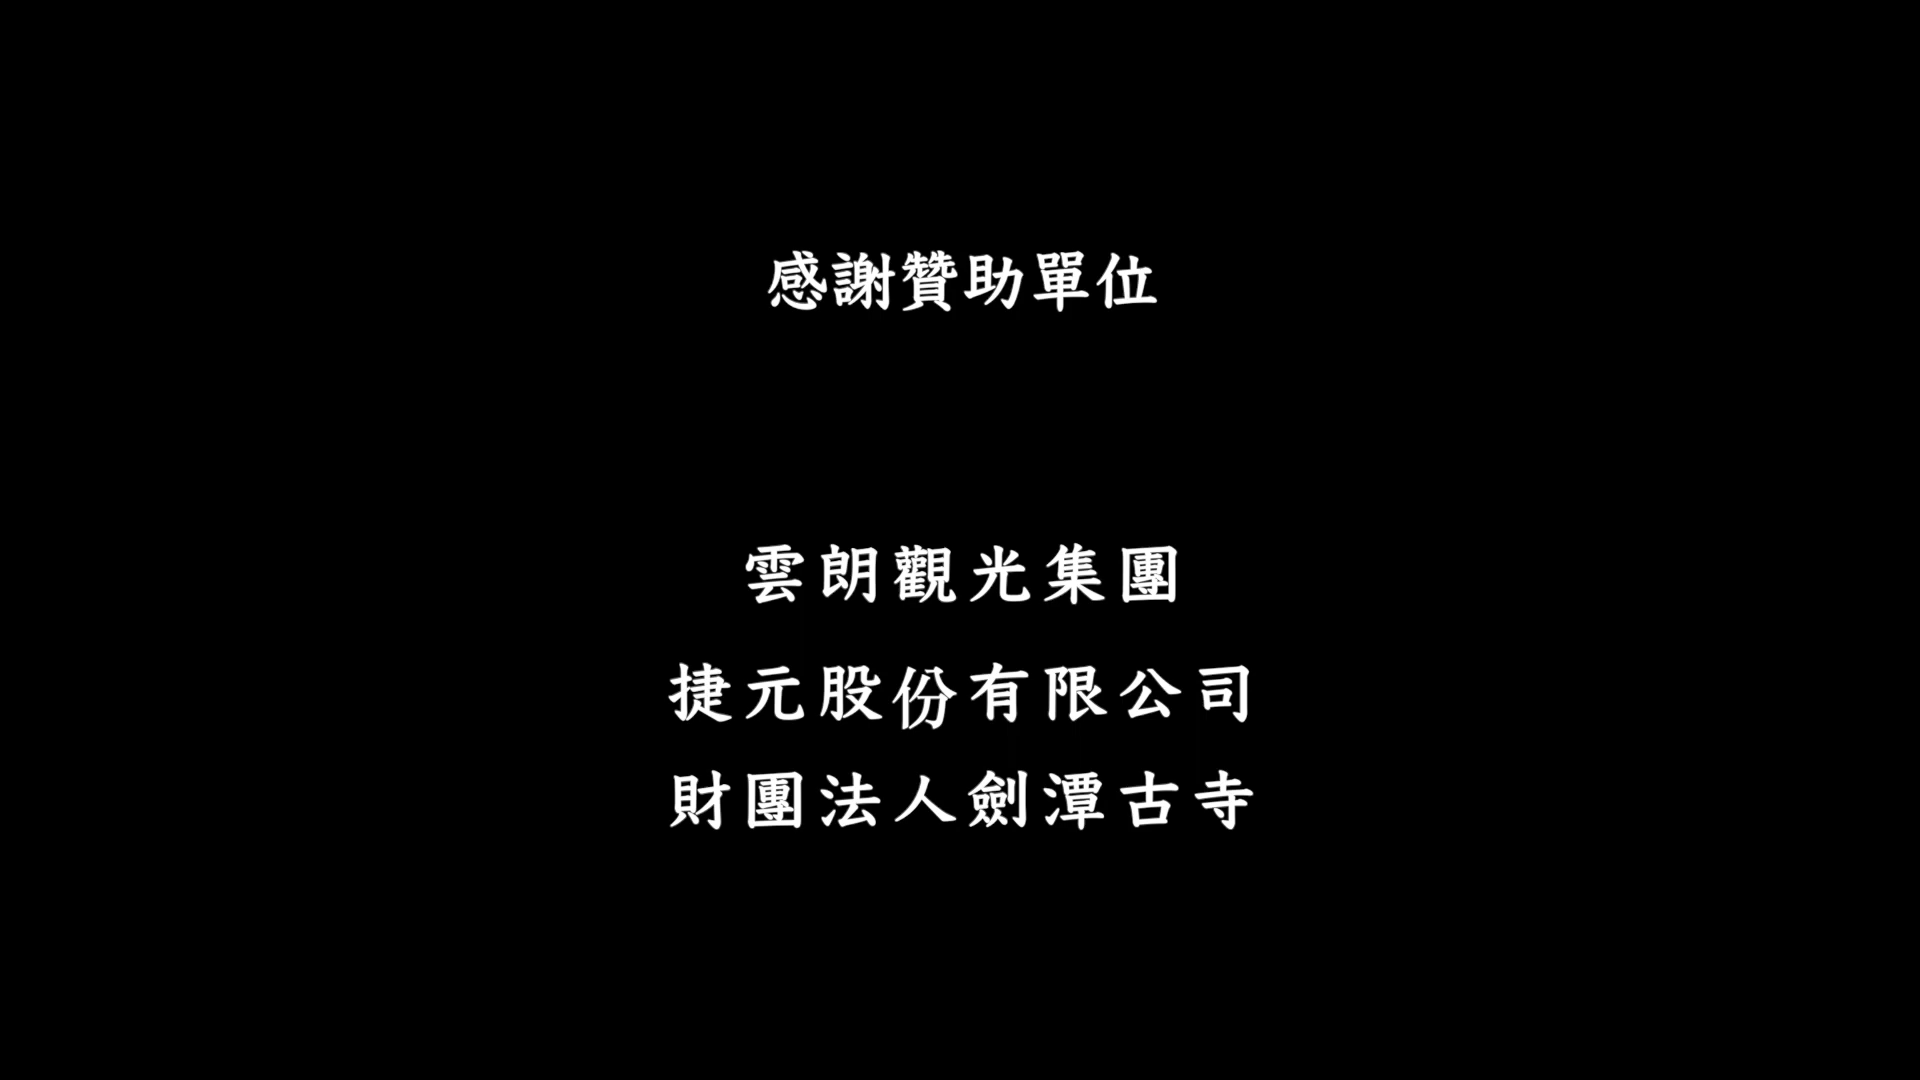 感謝贊助單位
雲朗觀光集團
捷元股份有限公司
財團法人劍潭古寺